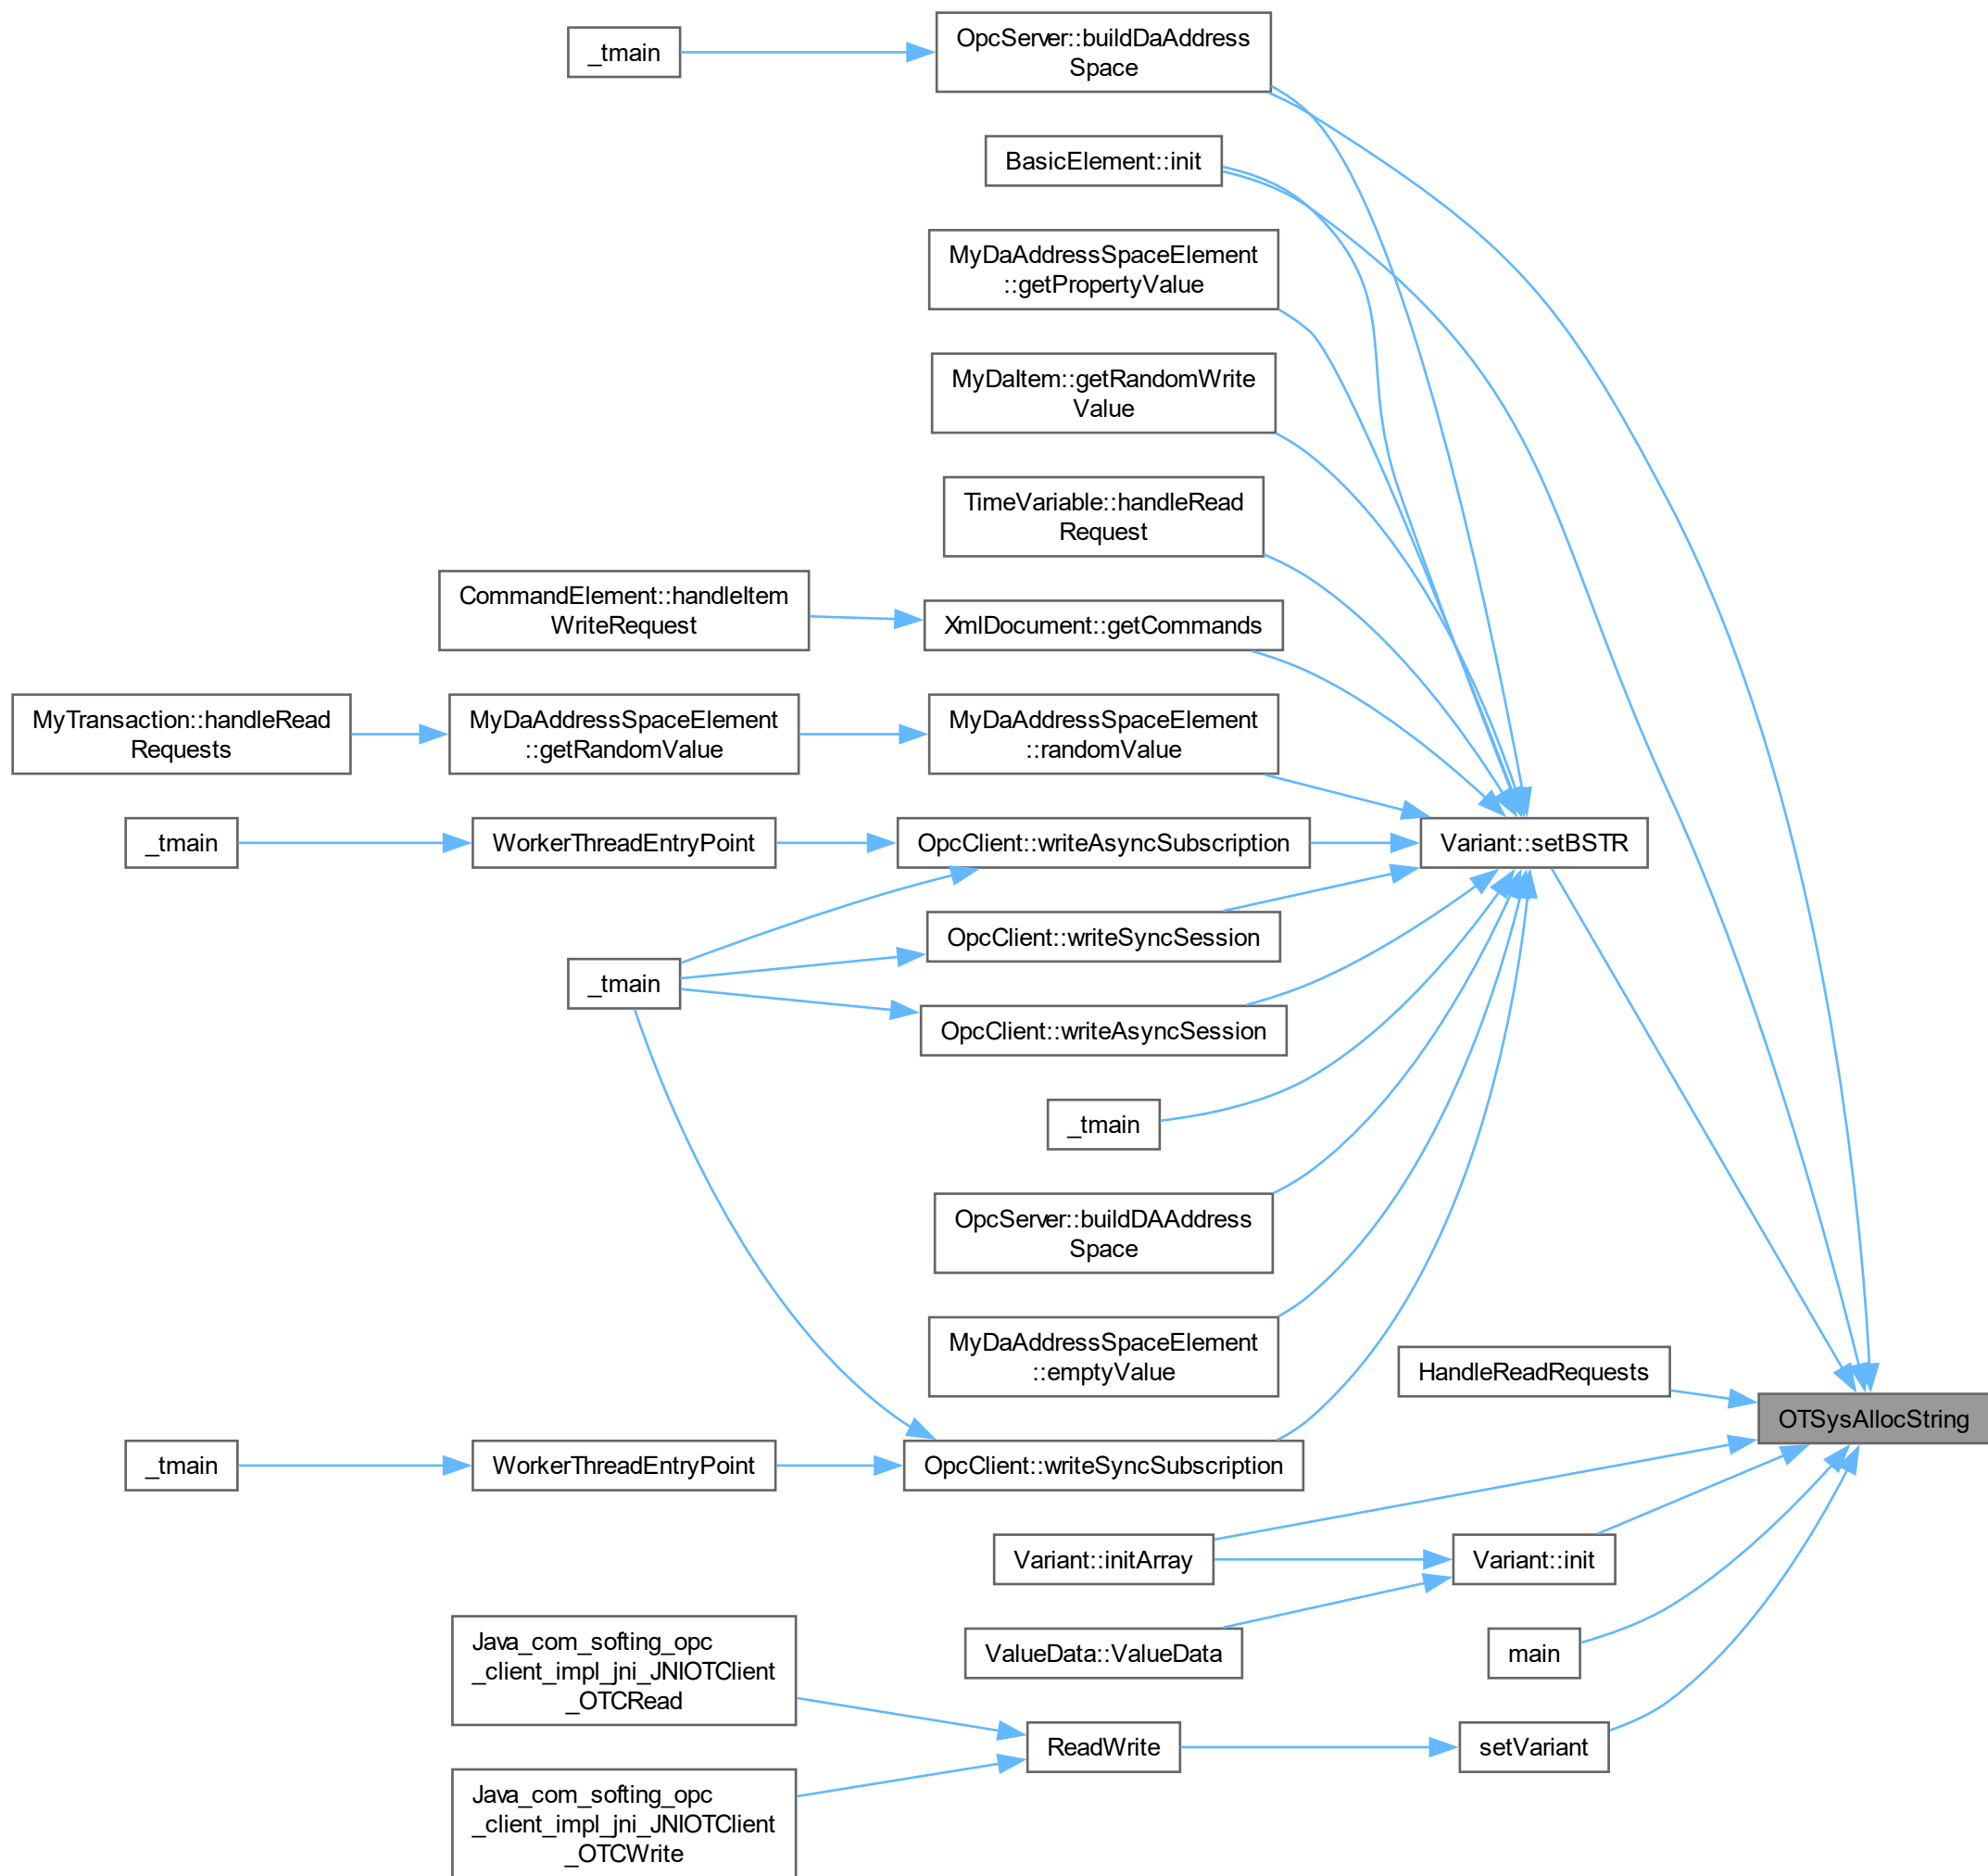 _tmain
OpcServer::buildDaAddress
Space
BasicElement::init
MyDaAddressSpaceElement
::getPropertyValue
MyDaItem::getRandomWrite
Value
TimeVariable::handleRead
Request
CommandElement::handleItem
WriteRequest
XmlDocument::getCommands
MyTransaction::handleRead
Requests
MyDaAddressSpaceElement
::getRandomValue
MyDaAddressSpaceElement
::randomValue
_tmain
WorkerThreadEntryPoint
OpcClient::writeAsyncSubscription
Variant::setBSTR
OpcClient::writeSyncSession
_tmain
OpcClient::writeAsyncSession
_tmain
OpcServer::buildDAAddress
Space
MyDaAddressSpaceElement
::emptyValue
HandleReadRequests
OTSysAllocString
_tmain
WorkerThreadEntryPoint
OpcClient::writeSyncSubscription
Variant::initArray
Variant::init
ValueData::ValueData
main
Java_com_softing_opc
_client_impl_jni_JNIOTClient
_OTCRead
ReadWrite
setVariant
Java_com_softing_opc
_client_impl_jni_JNIOTClient
_OTCWrite